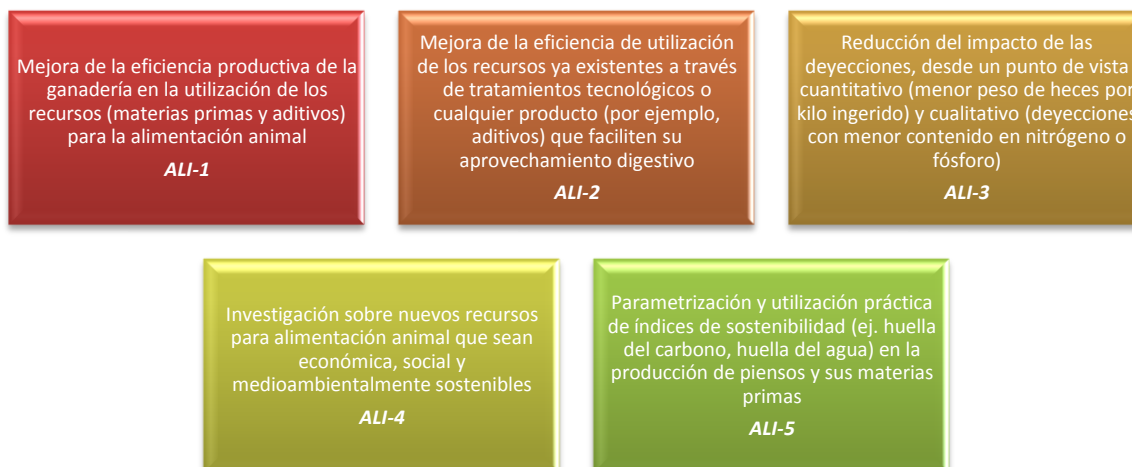 Mejora de la eficiencia productiva de la
ganadería en la utilización de los
recursos (materias primas y aditivos)
para la alimentación animal
ALI-1
Mejora de la eficiencia de utilización
de los recursos ya existentes a través
de tratamientos tecnológicos o
cualquier producto (por ejemplo,
aditivos) que faciliten su
aprovechamiento digestivo
ALI-2
Reducción del impacto de las
deyecciones, desde un punto de vista
cuantitativo (menor peso de heces por
kilo ingerido) y cualitativo (deyecciones
con menor contenido en nitrógeno o
fósforo)
ALI-3
Investigación sobre nuevos recursos
para alimentación animal que sean
económica, social y
medioambientalmente sostenibles
ALI-4
Parametrización y utilización práctica
de índices de sostenibilidad (ej. huella
del carbono, huella del agua) en la
producción de piensos y sus materias
primas
ALI-5